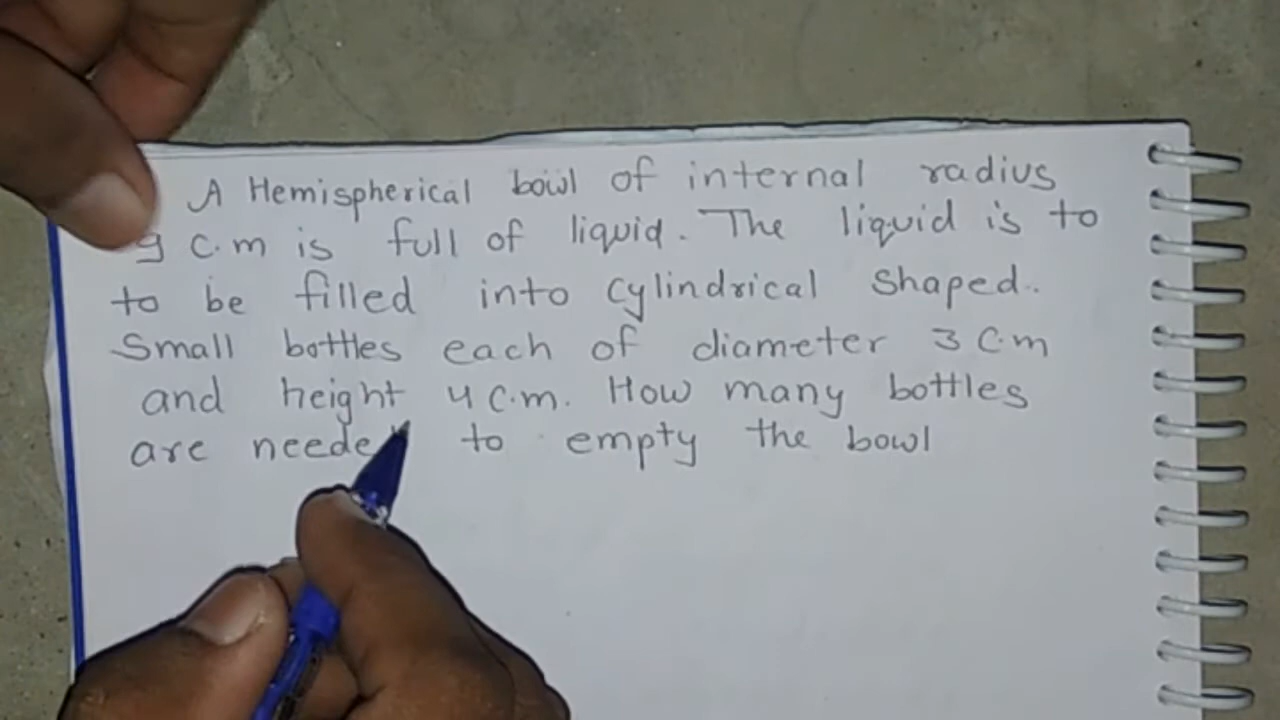 A Hemispherical bowl of internal radius
9 c.m is full of liquid. The liquid is to
to be filled into cylindrical shaped.
Small bottles each of diameter 3 c.m
and height 4 c.m. How many bottles
are to empty the bowl